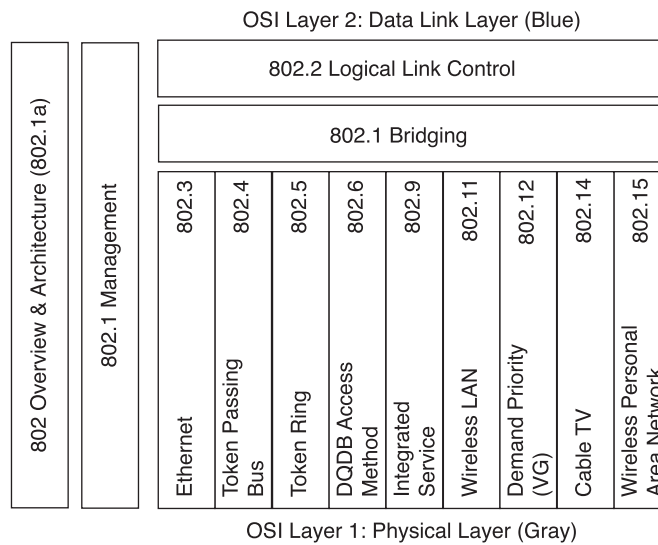 OSI Layer 2: Data Link Layer (Blue)
802 Overview & Architecture (802.1a)
802.1 Management
802.2 Logical Link Control
802.1 Bridging
802.3
Ethernet
802.4
Token Passing
Bus
802.5
Token Ring
802.6
DQDB Access
Method
802.9
Integrated
Service
802.11
Wireless LAN
802.12
Demand Priority
(VG)
802.14
Cable TV
802.15
Wireless Personal
Area Network
OSI Layer 1: Physical Layer (Gray)